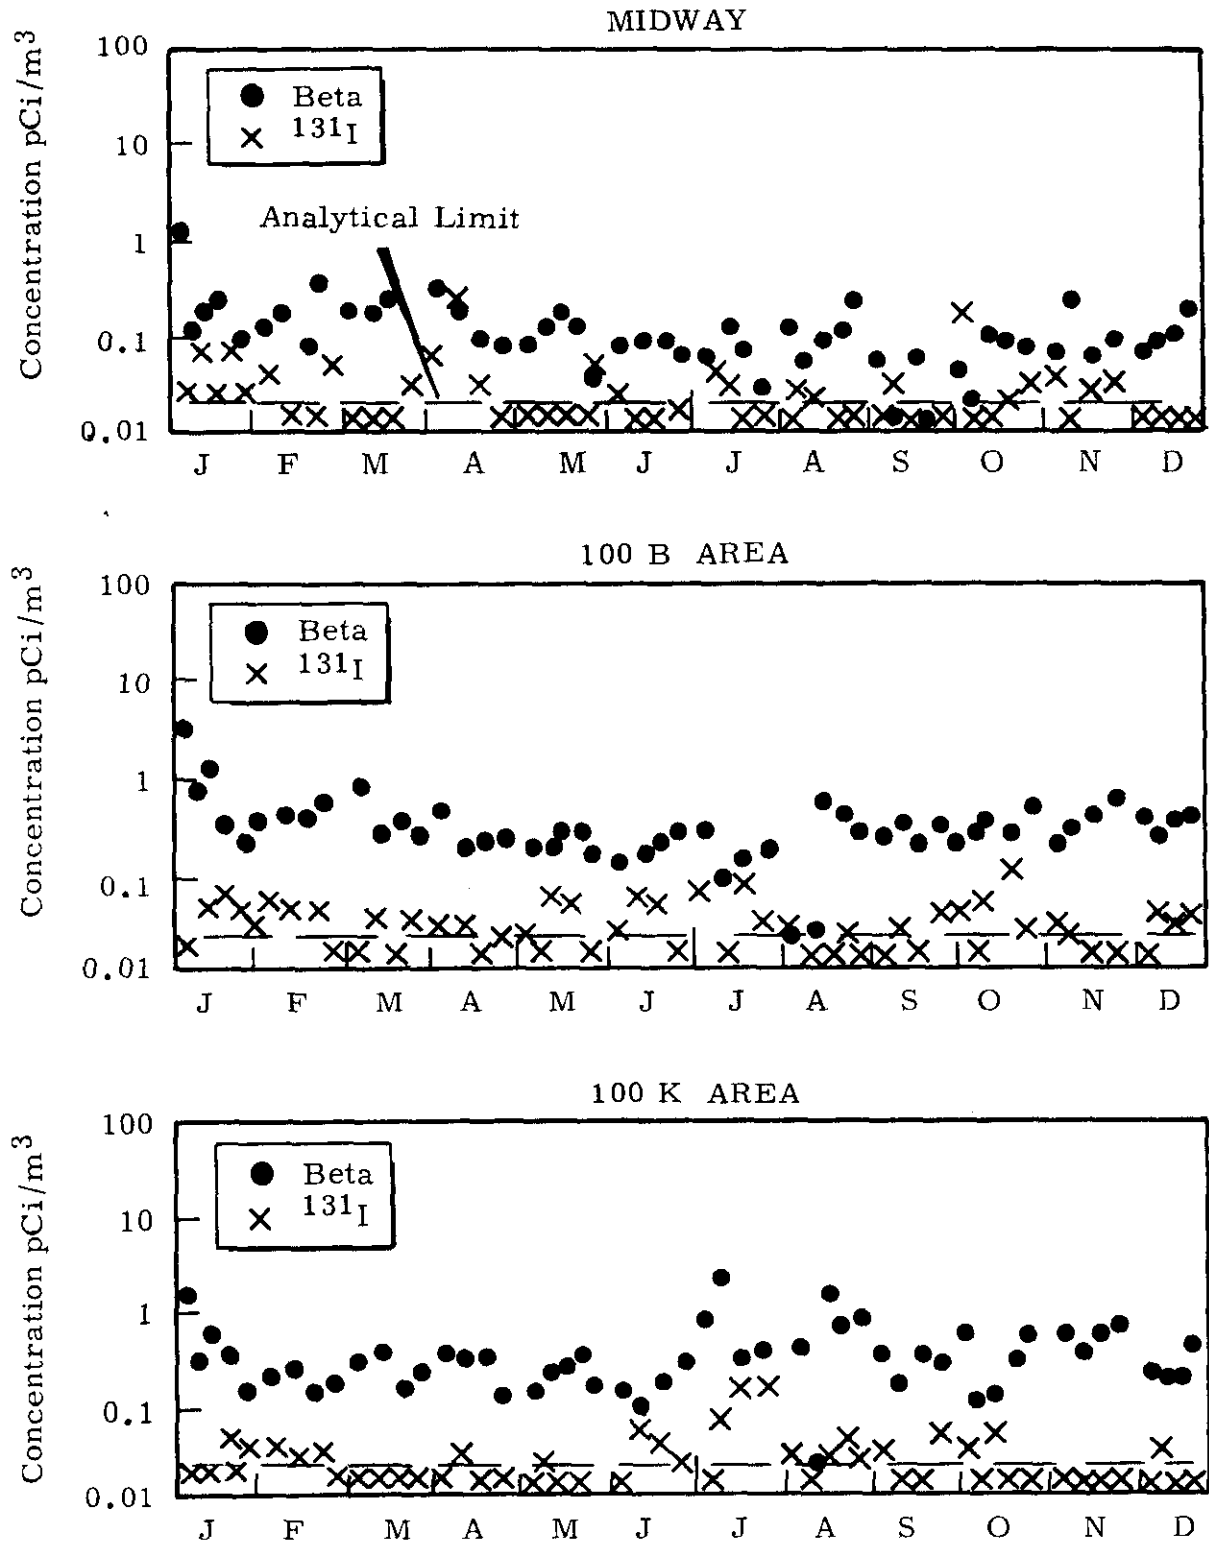 MIDWAY
Concentration pCi/m³
100
10
1
0.1
0.01
Beta
¹³¹I
Analytical Limit
J F M A M J J A S O N D
100 B AREA
Concentration pCi/m³
100
10
1
0.1
0.01
Beta
¹³¹I
J F M A M J J A S O N D
100 K AREA
Concentration pCi/m³
100
10
1
0.1
0.01
Beta
¹³¹I
J F M A M J J A S O N D